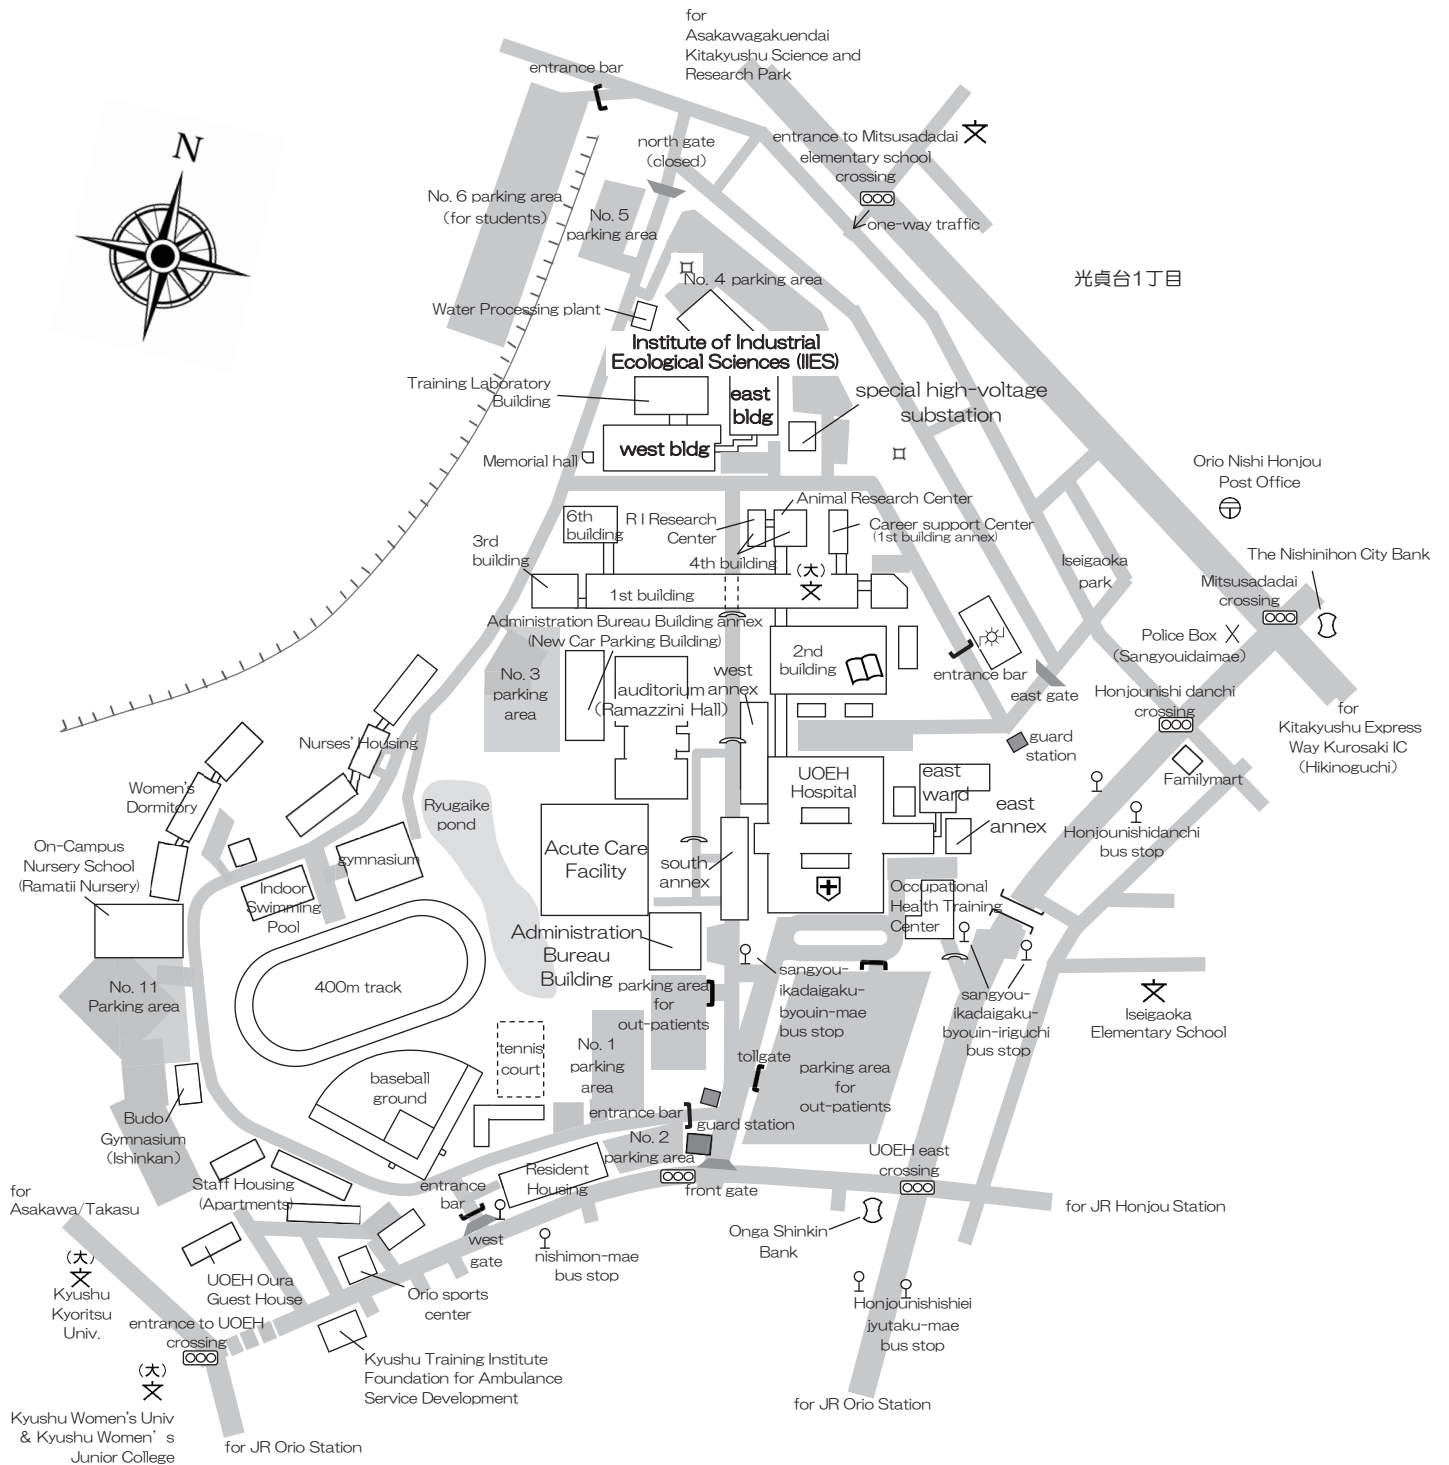 for
Asakawagakuendai
Kitakyushu Science and
Research Park
entrance bar
N
north gate
(closed)
entrance to Mitsusadadai
elementary school
crossing
文
No. 6 parking area
(for students)
No. 5
parking area
one-way traffic
No. 4 parking area
光貞台1丁目
Water Processing plant
Institute of Industrial
Ecological Sciences (IIES)
Training Laboratory
Building
east
bldg
special high-voltage
substation
west bldg
Memorial hall
Orio Nishi Honjou
Post Office
Animal Research Center
6th
building
R I Research
Center
Career support Center
(1st building annex)
3rd
building
4th building
(大)
文
1st building
Iseigaoka
park
The Nishinihon City Bank
Mitsusadadai
crossing
Administration Bureau Building annex
(New Car Parking Building)
Police Box
(Sangyouidaimae)
2nd
building
No. 3
parking
area
west
annex
auditorium
(Ramazzini Hall)
entrance bar
east gate
Honjounishi danchi
crossing
for
Kitakyushu Express
Way Kurosaki IC
(Hikinoguchi)
guard
station
Nurses' Housing
Familymart
UOEH
Hospital
east
ward
east
annex
Women's
Dormitory
Ryugaike
pond
Honjounishidanchi
bus stop
On-Campus
Nursery School
(Ramatii Nursery)
gymnasium
Acute Care
Facility
south
annex
Indoor
Swimming
Pool
Occupational
Health Training
Center
Administration
Bureau
Building
400m track
No. 11
Parking area
parking area
for
out-patients
sangyou-
ikadaigaku-
byouin-mae
bus stop
sangyou-
ikadaigaku-
byouin-iriguchi
bus stop
文
Iseigaoka
Elementary School
tennis
court
No. 1
parking
area
tollgate
parking area
for
out-patients
baseball
ground
Budo
Gymnasium
(Ishinkan)
entrance bar
guard station
No. 2
parking area
UOEH east
crossing
Staff Housing
(Apartments)
entrance
bar
Resident
Housing
front gate
for
Asakawa/Takasu
for JR Honjou Station
Onga Shinkin
Bank
west
gate
nishimon-mae
bus stop
(大)
文
Kyushu
Kyoritsu
Univ.
UOEH Oura
Guest House
Orio sports
center
Honjounishishiei
jyutaku-mae
bus stop
entrance to UOEH
crossing
(大)
文
Kyushu Training Institute
Foundation for Ambulance
Service Development
for JR Orio Station
Kyushu Women's Univ
& Kyushu Women's
Junior College
for JR Orio Station